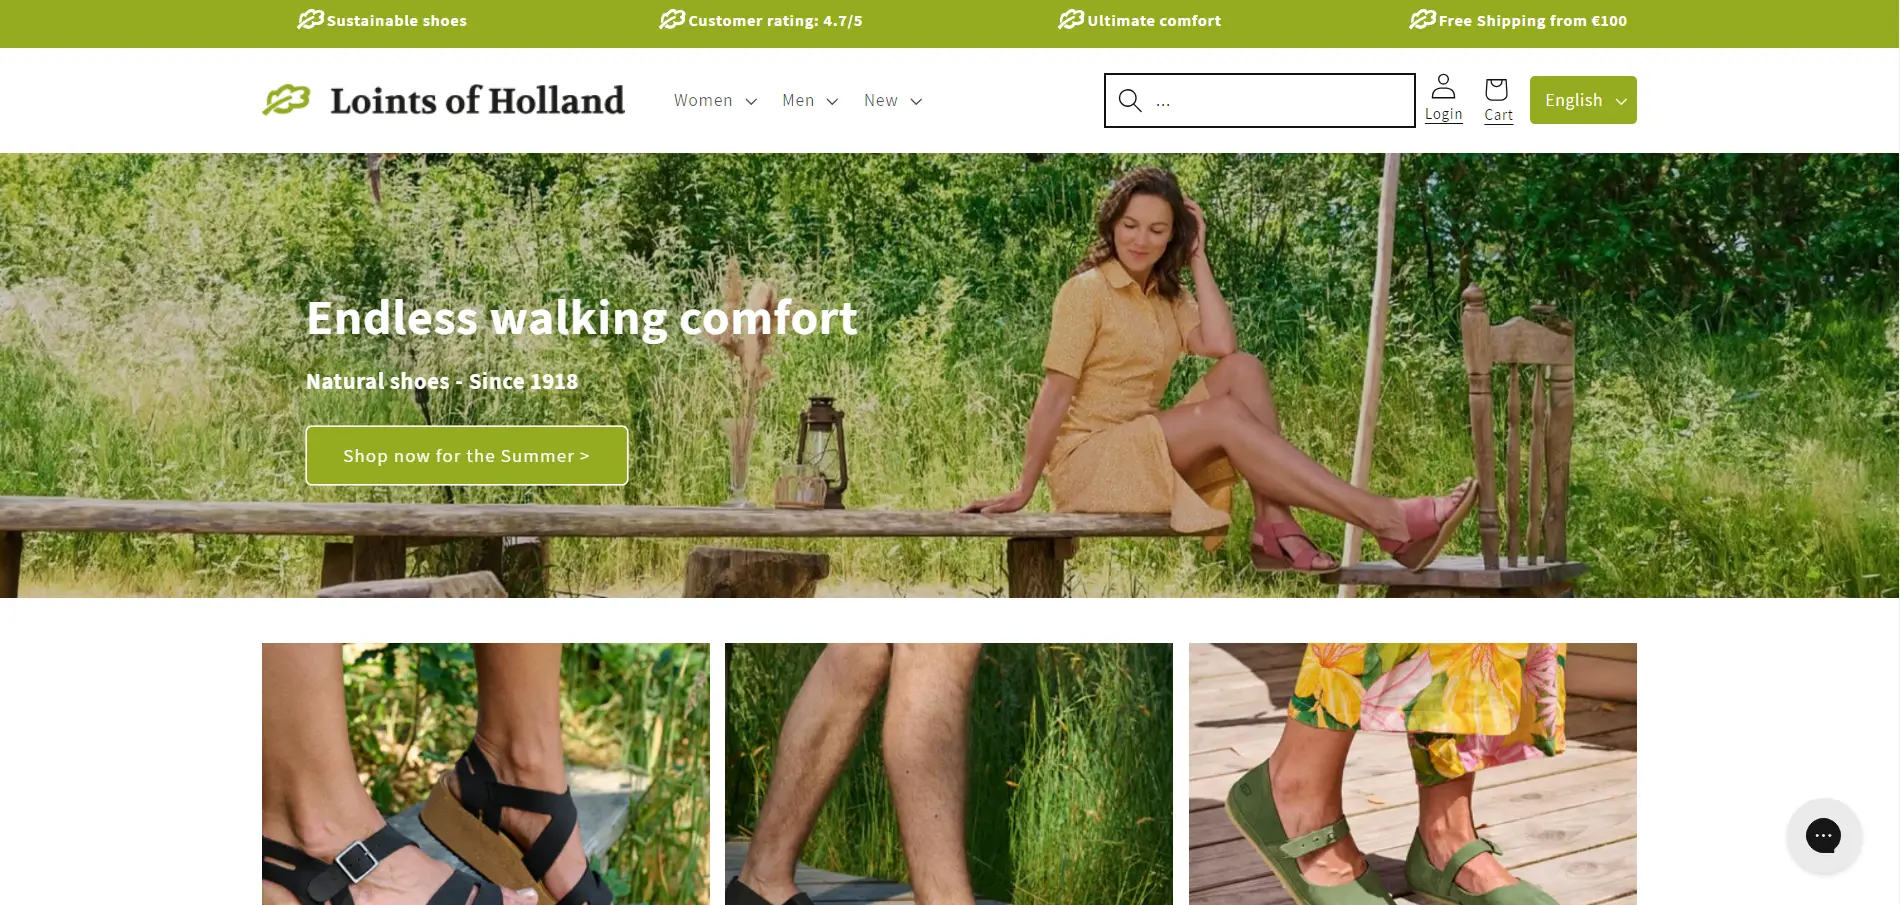 Sustainable shoes
Customer rating: 4.7/5
Ultimate comfort
Free Shipping from €100
Loints of Holland
Women
Men
New
...
Login
Cart
English
Endless walking comfort
Natural shoes - Since 1918
Shop now for the Summer >